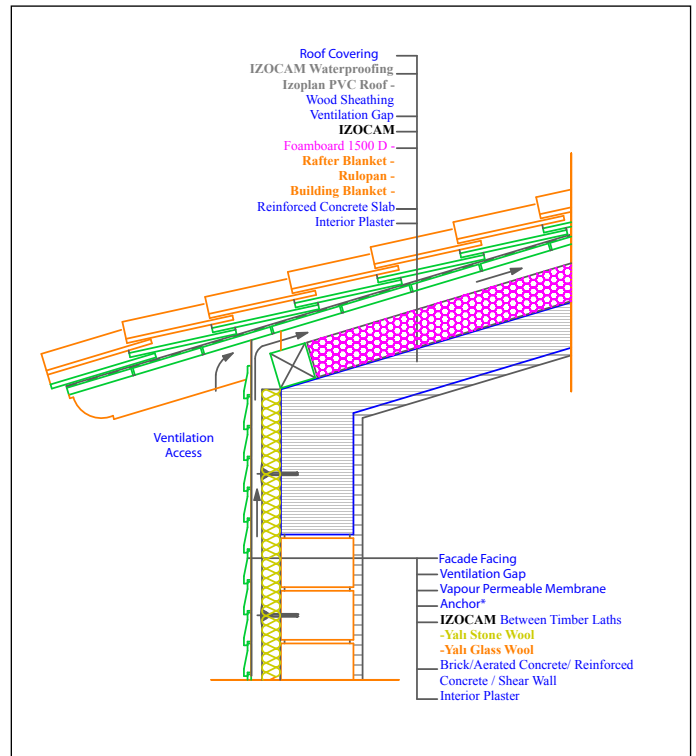 Roof Covering
IZOCAM Waterproofing
Izoplan PVC Roof -
Wood Sheathing
Ventilation Gap
IZOCAM
Foamboard 1500 D -
Rafter Blanket -
Rulopan -
Building Blanket -
Reinforced Concrete Slab
Interior Plaster
Ventilation
Access
Facade Facing
Ventilation Gap
Vapour Permeable Membrane
Anchor*
IZOCAM Between Timber Laths
-Yalı Stone Wool
-Yalı Glass Wool
Brick/Aerated Concrete/ Reinforced
Concrete / Shear Wall
Interior Plaster